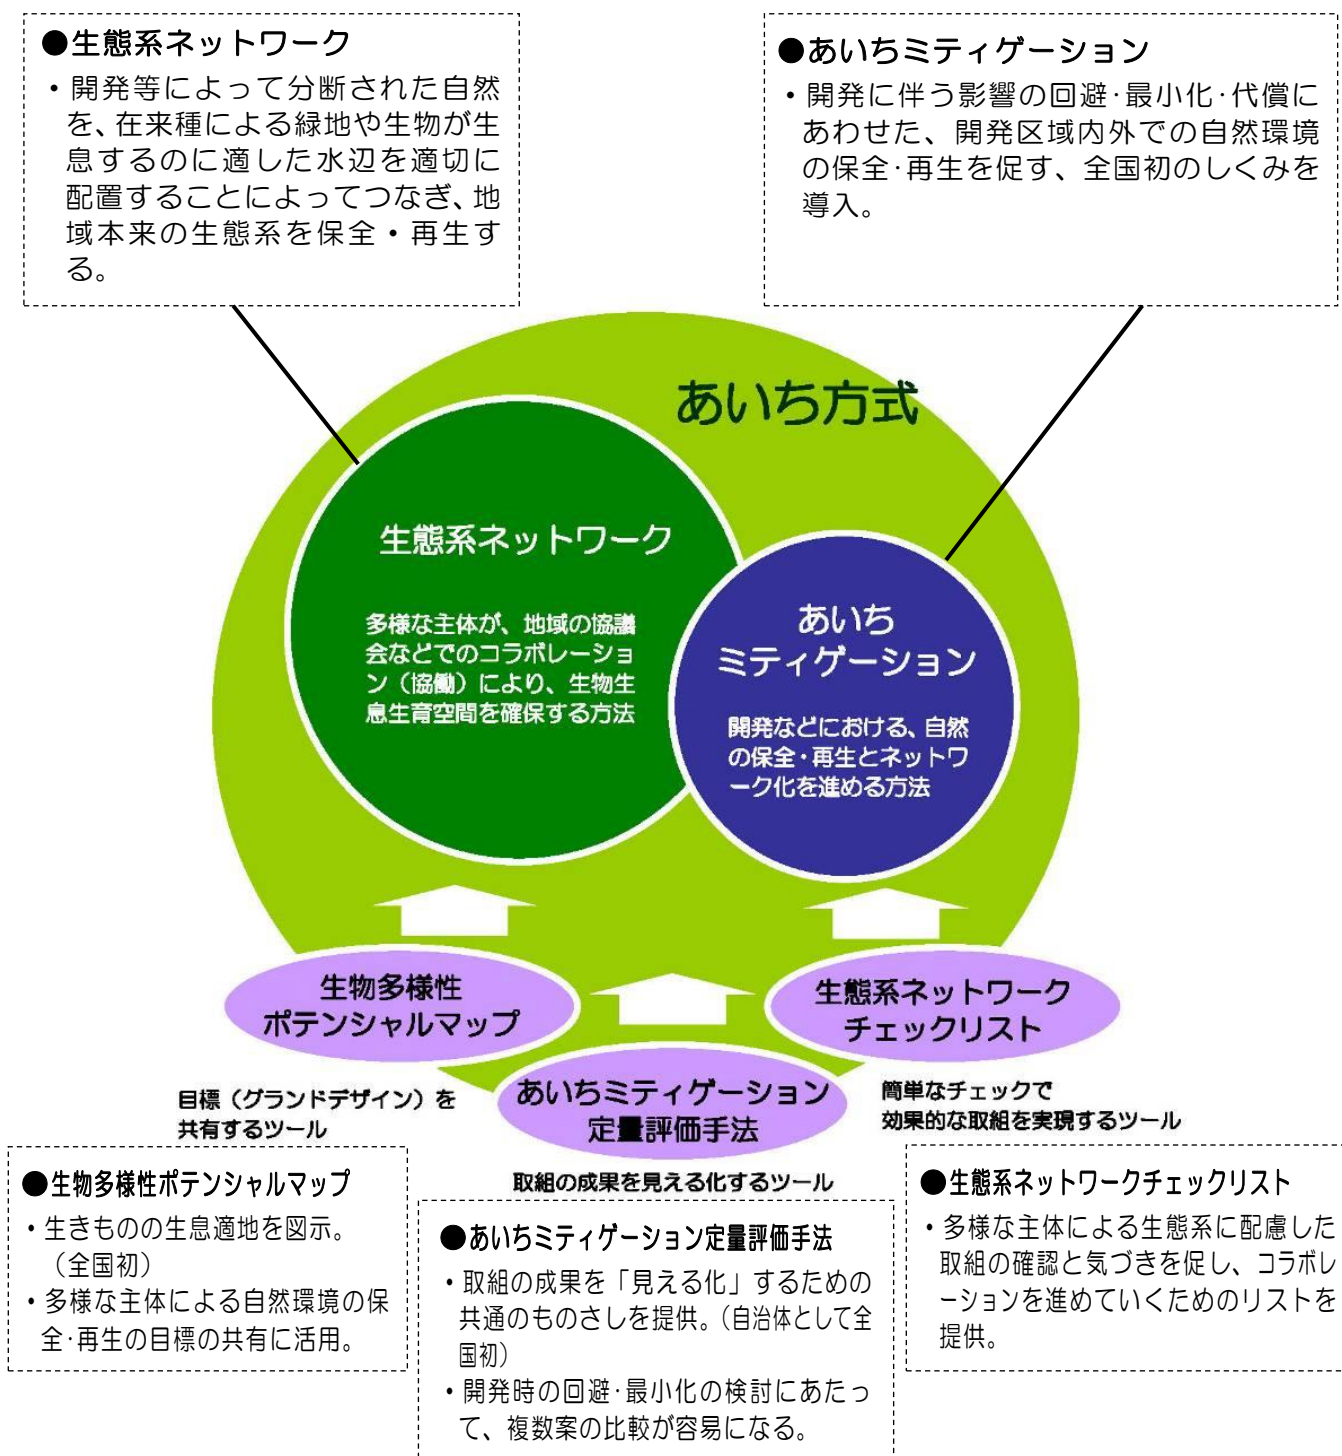 ●生態系ネットワーク
・開発等によって分断された自然
を、在来種による緑地や生物が生
息するのに適した水辺を適切に
配置することによってつなぎ、地
域本来の生態系を保全・再生す
る。
●あいちミティゲーション
・開発に伴う影響の回避・最小化・代償に
あわせた、開発区域内外での自然環境
の保全・再生を促す、全国初のしくみを
導入。
あいち方式
生態系ネットワーク
多様な主体が、地域の協議
会などでのコラボレーショ
ン（協働）により、生物生
息生育空間を確保する方法
あいち
ミティゲーション
開発などにおける、自然
の保全・再生とネットワ
ーク化を進める方法
生物多様性
ポテンシャルマップ
目標（グランドデザイン）を
共有するツール
あいちミティゲーション
定量評価手法
取組の成果を見える化するツール
生態系ネットワーク
チェックリスト
簡単なチェックで
効果的な取組を実現するツール
●生物多様性ポテンシャルマップ
・生きものの生息適地を図示。
（全国初）
・多様な主体による自然環境の保
全・再生の目標の共有に活用。
●あいちミティゲーション定量評価手法
・取組の成果を「見える化」するための
共通のものさしを提供。（自治体として全
国初）
・開発時の回避・最小化の検討にあたっ
て、複数案の比較が容易になる。
●生態系ネットワークチェックリスト
・多様な主体による生態系に配慮した
取組の確認と気づきを促し、コラボレ
ーションを進めていくためのリストを
提供。